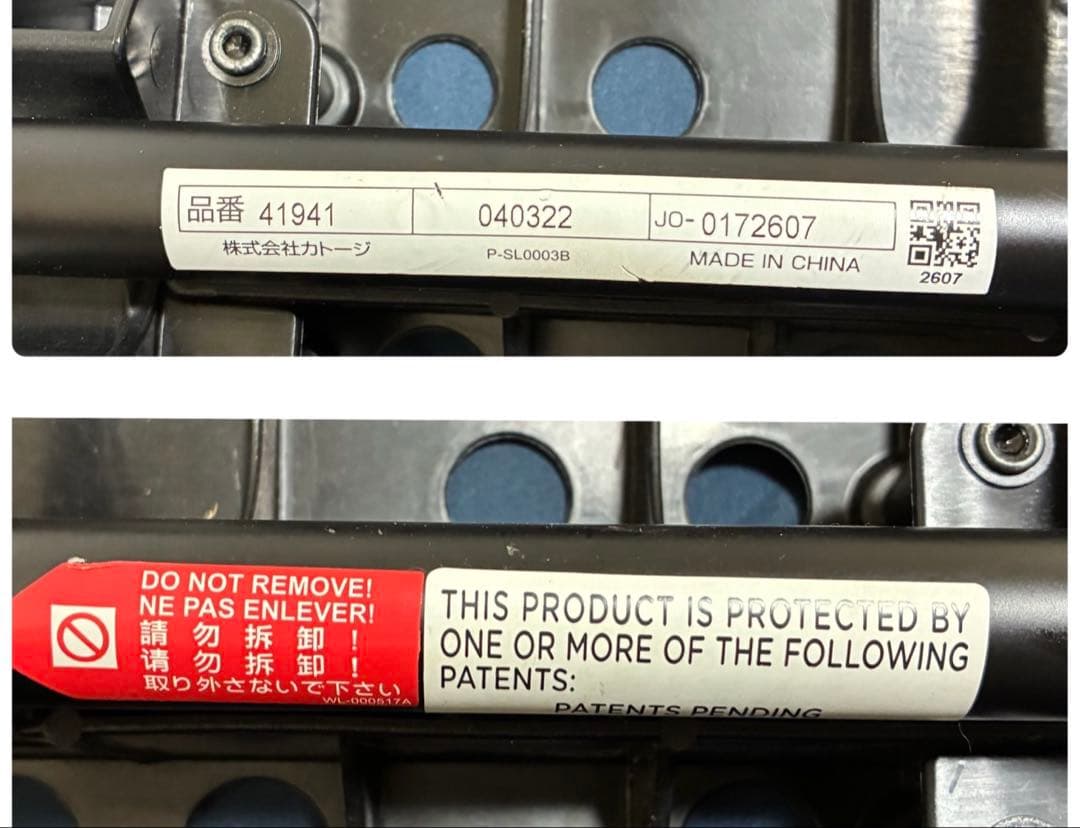 品番 41941 040322 JO-0172607
株式会社カトージ P-SL0003B MADE IN CHINA
2607
DO NOT REMOVE!
NE PAS ENLEVER!
請勿拆卸!
请勿拆卸!
取り外さないで下さい
WL-000517A
THIS PRODUCT IS PROTECTED BY
ONE OR MORE OF THE FOLLOWING
PATENTS:
PATENTS PENDING